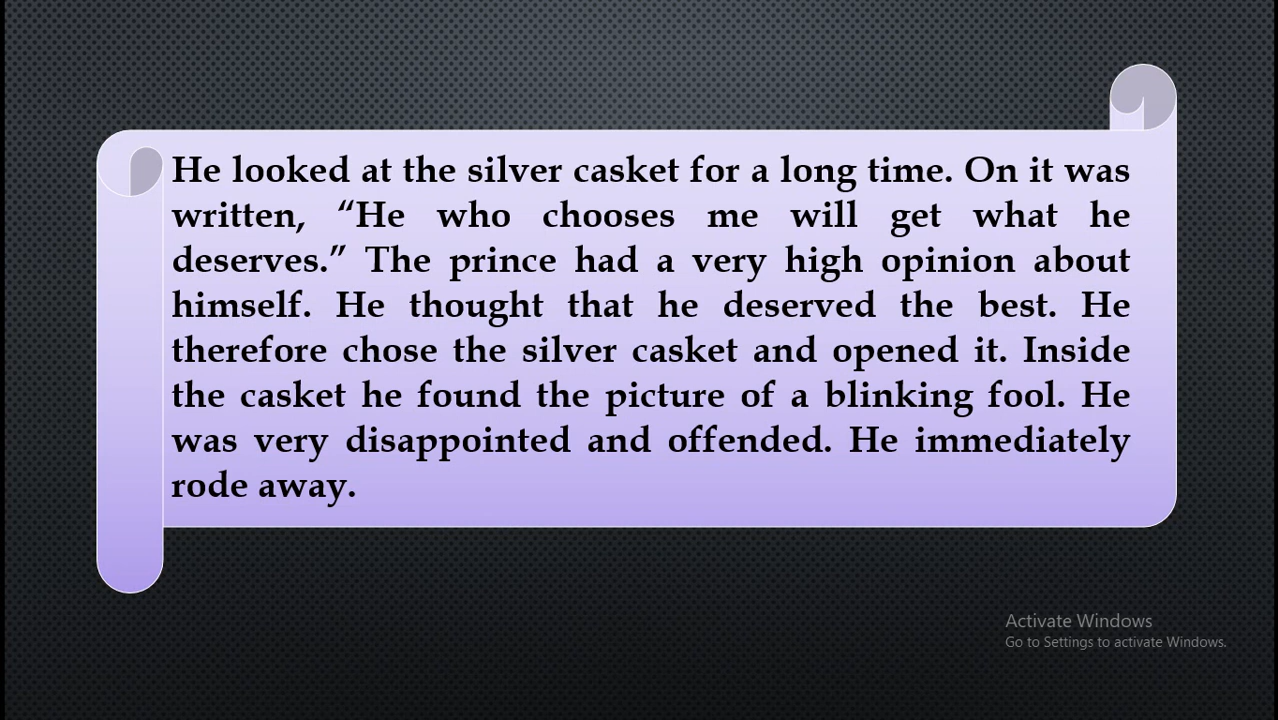 He looked at the silver casket for a long time. On it was
written, “He who chooses me will get what he
deserves.” The prince had a very high opinion about
himself. He thought that he deserved the best. He
therefore chose the silver casket and opened it. Inside
the casket he found the picture of a blinking fool. He
was very disappointed and offended. He immediately
rode away.
Activate Windows
Go to Settings to activate Windows.